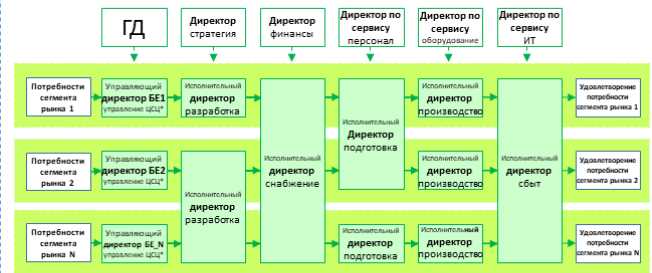 ГД
Директор
стратегия
Директор
финансы
Директор по
сервису
персонал
Директор по
сервису
оборудование
Директор по
сервису
ИТ
Потребности
сегмента
рынка 1
Управляющий
директор БЕ1
управление ЦСЦ*
Исполнительный
директор
разработка
Исполнительный
директор
снабжение
Исполнительный
Директор
подготовка
Исполнительный
директор
производство
Исполнительный
директор
сбыт
Удовлетворение
потребности
сегмента рынка 1
Потребности
сегмента
рынка 2
Управляющий
директор БЕ2
управление ЦСЦ*
Исполнительный
директор
разработка
Исполнительный
директор
производство
Удовлетворение
потребности
сегмента рынка 2
Потребности
сегмента
рынка N
Управляющий
директор БЕ_N
управление ЦСЦ*
Исполнительный
директор
подготовка
Исполнительный
директор
производство
Удовлетворение
потребности
сегмента рынка N